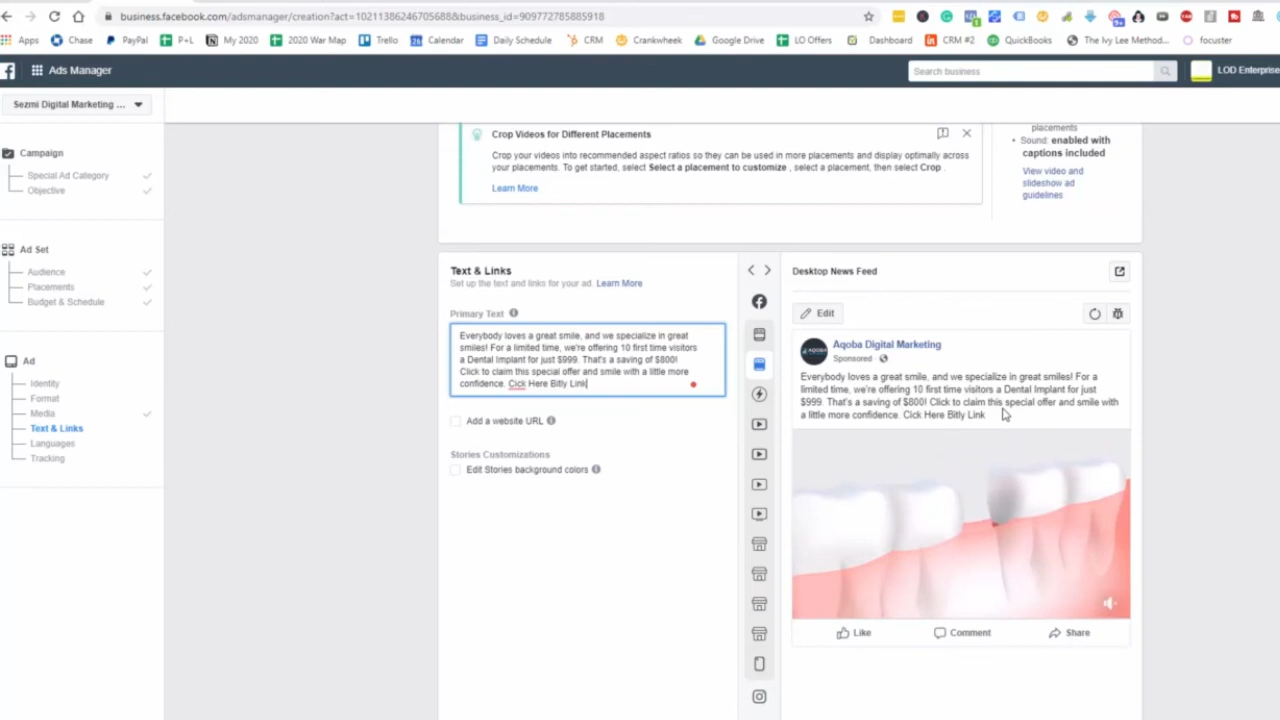 business.facebook.com/adsmanager/creation?act=10211386246705688&business_id=909772785885918
Apps Chase PayPal P+L My 2020 2020 War Map Trello Calendar Daily Schedule CRM Crankwheek Google Drive LO Offers Dashboard CRM #2 QuickBooks The Ivy Lee Method... focuster
Ads Manager
Search business
LOD Enterprise
Sezmi Digital Marketing ...
Campaign
Special Ad Category
Objective
Ad Set
Audience
Placements
Budget & Schedule
Ad
Identity
Format
Media
Text & Links
Languages
Tracking
Crop Videos for Different Placements
Crop your videos into recommended aspect ratios so they can be used in more placements and display optimally across
your placements. To get started, select Select a placement to customize , select a placement, then select Crop .
Learn More
placements
• Sound: enabled with
captions included
View video and
slideshow ad
guidelines
Text & Links
Set up the text and links for your ad. Learn More
Primary Text
Everybody loves a great smile, and we specialize in great
smiles! For a limited time, we're offering 10 first time visitors
a Dental Implant for just $999. That's a saving of $800!
Click to claim this special offer and smile with a little more
confidence. Cick Here Bitly Link
Add a website URL
Stories Customizations
Edit Stories background colors
Desktop News Feed
Edit
Aqoba Digital Marketing
Sponsored ·
Everybody loves a great smile, and we specialize in great smiles! For a
limited time, we're offering 10 first time visitors a Dental Implant for just
$999. That's a saving of $800! Click to claim this special offer and smile with
a little more confidence. Cick Here Bitly Link
AQOBA
Like Comment Share